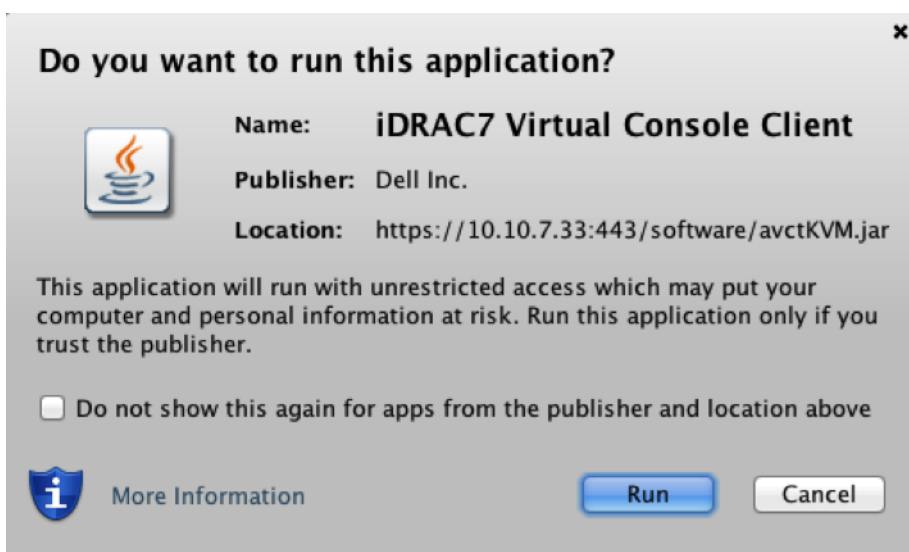 Do you want to run this application?
Name: iDRAC7 Virtual Console Client
Publisher: Dell Inc.
Location: https://10.10.7.33:443/software/avctKVM.jar
This application will run with unrestricted access which may put your
computer and personal information at risk. Run this application only if you
trust the publisher.
Do not show this again for apps from the publisher and location above
More Information
Run
Cancel